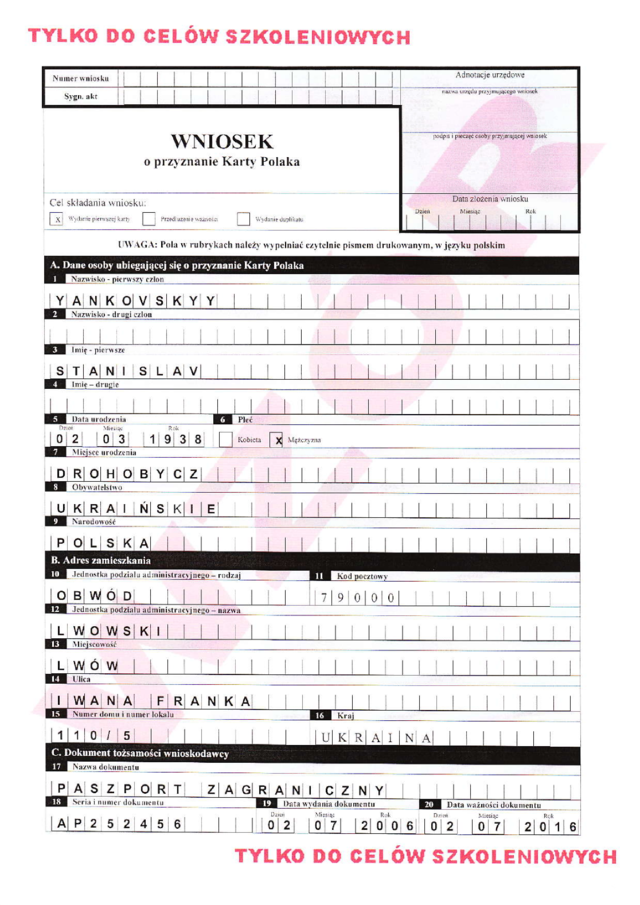 TYLKO DO CELÓW SZKOLENIOWYCH
Numer wniosku
Adnotacje urzędowe
Sygn. akt
nazwa urzędu przyjmującego wniosek
podpis i pieczęć osoby przyjmującej wniosek
WNIOSEK
o przyznanie Karty Polaka
Cel składania wniosku:
Data złożenia wniosku
X Wydanie pierwszej karty Przedłużenie ważności Wydanie duplikatu
Dzień Miesiąc Rok
UWAGA: Pola w rubrykach należy wypełniać czytelnie pismem drukowanym, w języku polskim
A. Dane osoby ubiegającej się o przyznanie Karty Polaka
1 Nazwisko - pierwszy człon
YANKOVSKYY
2 Nazwisko - drugi człon
3 Imię - pierwsze
STANISLAV
4 Imię – drugie
5 Data urodzenia 6 Płeć
Dzień Miesiąc Rok
02 03 1938 Kobieta X Mężczyzna
7 Miejsce urodzenia
DROHOBYCZ
8 Obywatelstwo
UKRAIŃSKIE
9 Narodowość
POLSKA
B. Adres zamieszkania
10 Jednostka podziału administracyjnego – rodzaj 11 Kod pocztowy
OBWÓD 79000
12 Jednostka podziału administracyjnego – nazwa
LWOWSKI
13 Miejscowość
LWÓW
14 Ulica
IWANA FRANKA
15 Numer domu i numer lokalu 16 Kraj
110/5 UKRAINA
C. Dokument tożsamości wnioskodawcy
17 Nazwa dokumentu
PASZPORT ZAGRANICZNY
18 Seria i numer dokumentu 19 Data wydania dokumentu 20 Data ważności dokumentu
Dzień Miesiąc Rok Dzień Miesiąc Rok
AP252456 02 07 2006 02 07 2016
TYLKO DO CELÓW SZKOLENIOWYCH
WZÓR